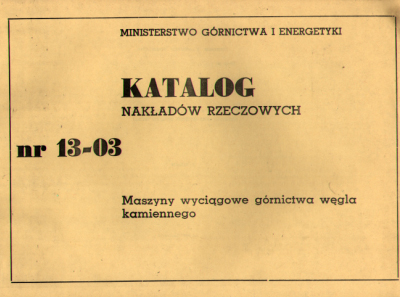 MINISTERSTWO GÓRNICTWA I ENERGETYKI
KATALOG
NAKŁADÓW RZECZOWYCH
nr 13-03
Maszyny wyciągowe górnictwa węgla
kamiennego